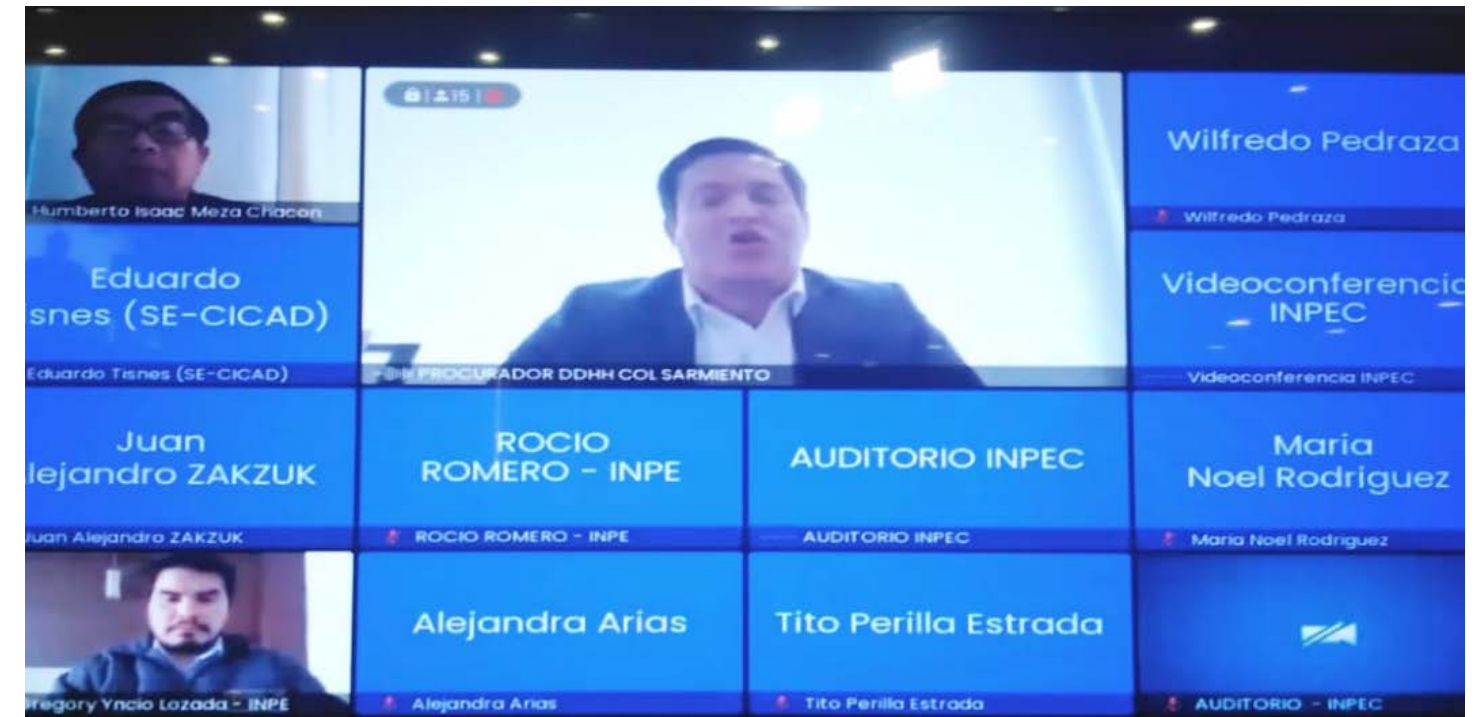 15
Humberto Isaac Meza Chacon
Wilfredo Pedraza
Wilfredo Pedraza
Eduardo
snes (SE-CICAD)
Eduardo Tisnes (SE-CICAD)
PROCURADOR DDHH COL SARMIENTO
Videoconferencia
INPEC
Videoconferencia INPEC
Juan
lejandro ZAKZUK
Juan Alejandro ZAKZUK
ROCIO
ROMERO - INPE
ROCIO ROMERO - INPE
AUDITORIO INPEC
AUDITORIO INPEC
Maria
Noel Rodriguez
Maria Noel Rodriguez
regory Yncio Lozada - INPE
Alejandra Arias
Alejandra Arias
Tito Perilla Estrada
Tito Perilla Estrada
AUDITORIO - INPEC